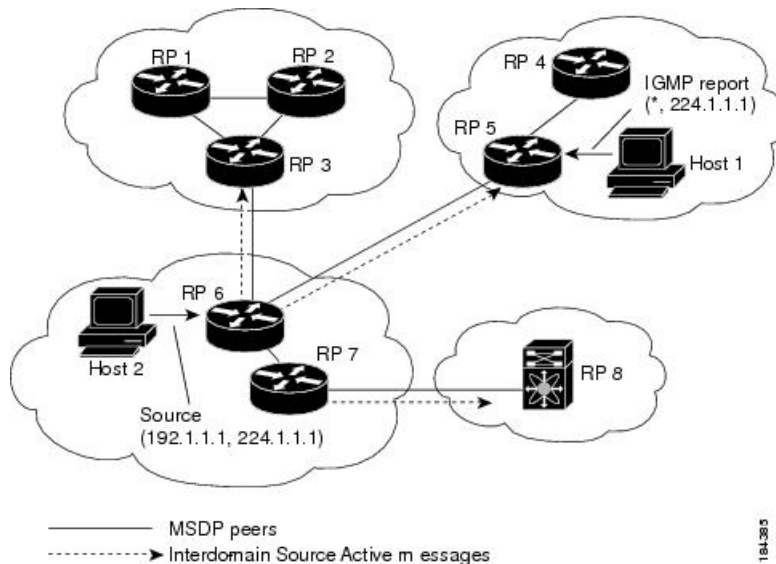 RP 1
RP 2
RP 3
RP 4
IGMP report
(*, 224.1.1.1)
RP 5
Host 1
RP 6
Host 2
RP 7
RP 8
Source
(192.1.1.1, 224.1.1.1)
MSDP peers
Interdomain Source Active m essages
184385